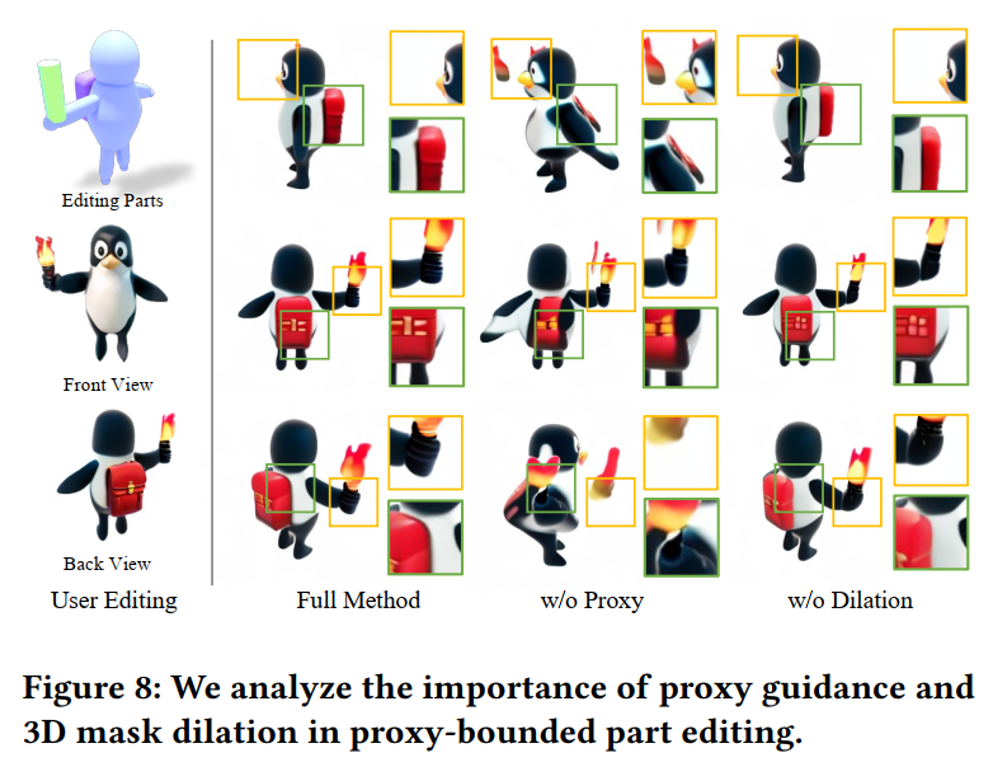 Editing Parts
Front View
Back View
User Editing
Full Method
w/o Proxy
w/o Dilation
Figure 8: We analyze the importance of proxy guidance and
3D mask dilation in proxy-bounded part editing.